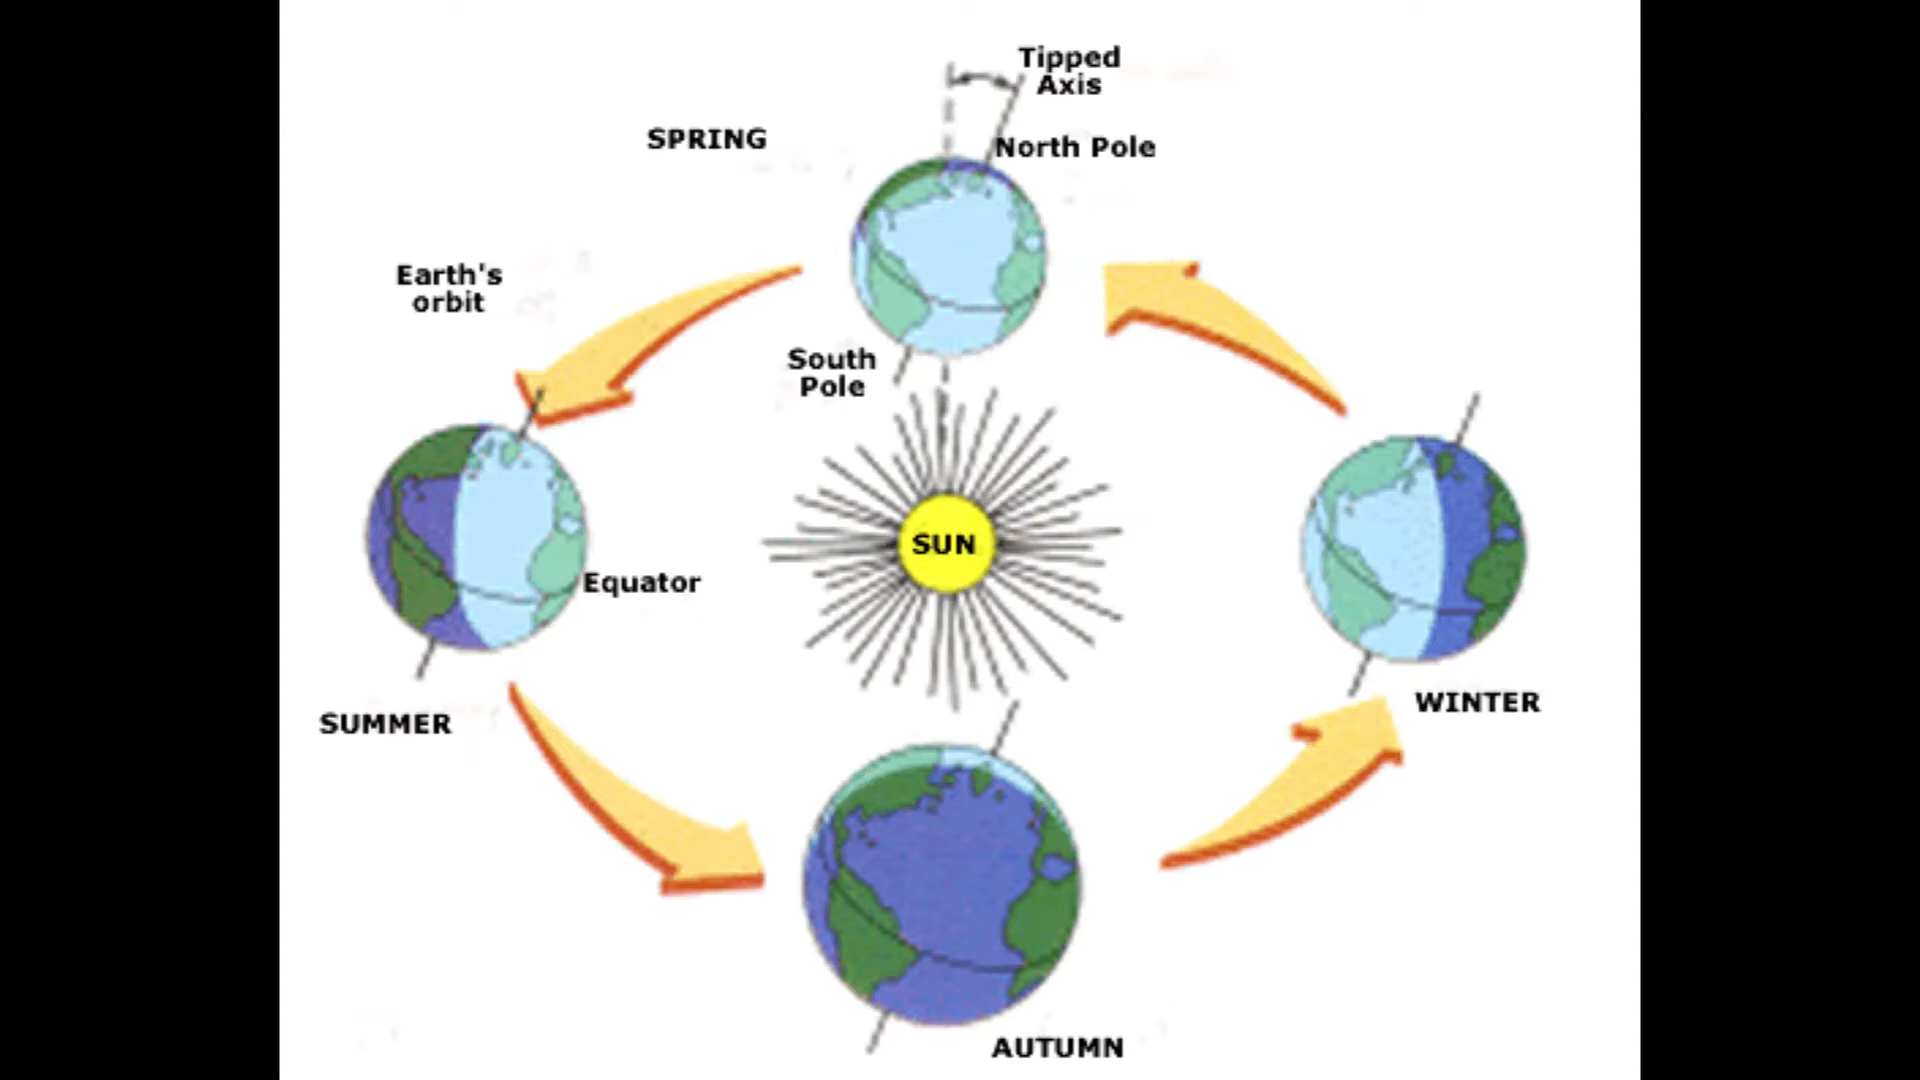 Tipped
Axis
SPRING
North Pole
Earth's
orbit
South
Pole
SUN
Equator
SUMMER
WINTER
AUTUMN